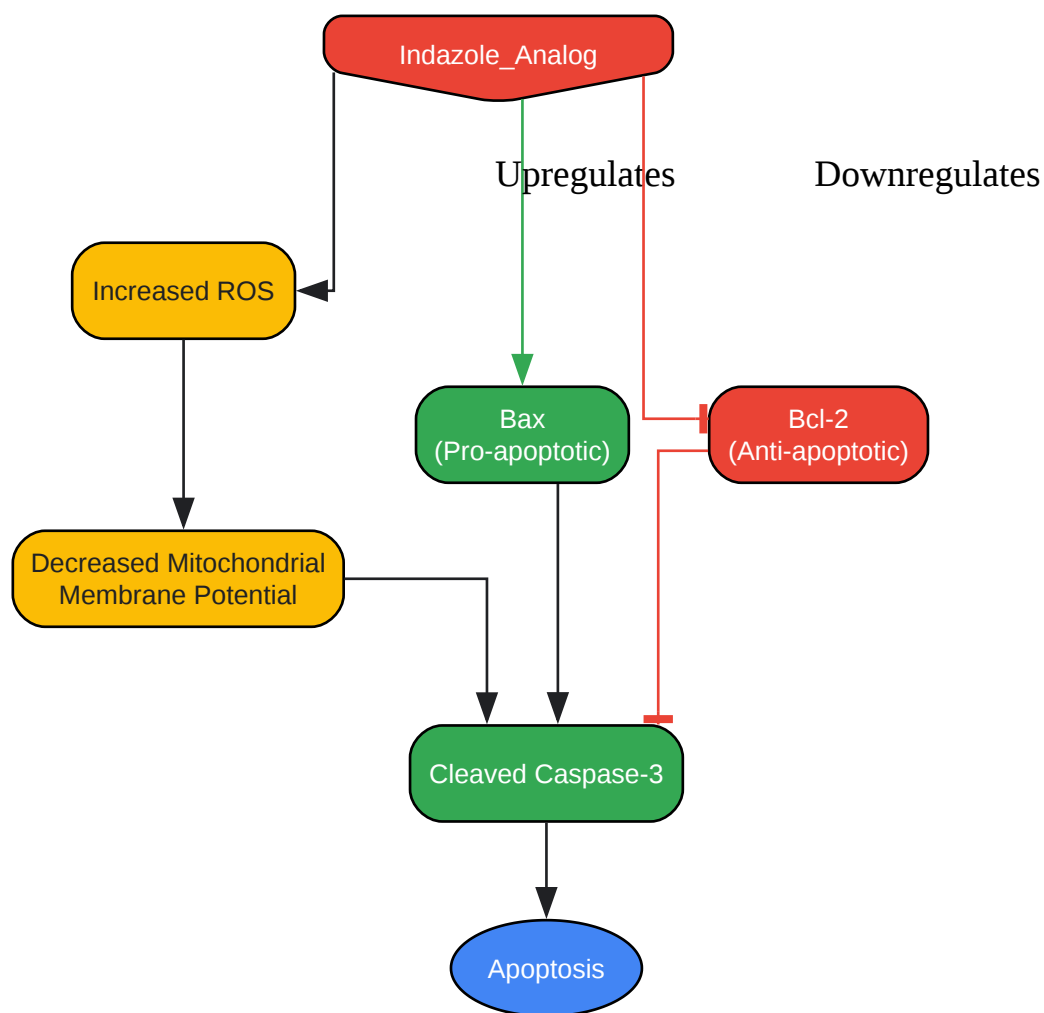 Indazole_Analog
Upregulates
Downregulates
Increased ROS
Bax
(Pro-apoptotic)
Bcl-2
(Anti-apoptotic)
Decreased Mitochondrial
Membrane Potential
Cleaved Caspase-3
Apoptosis